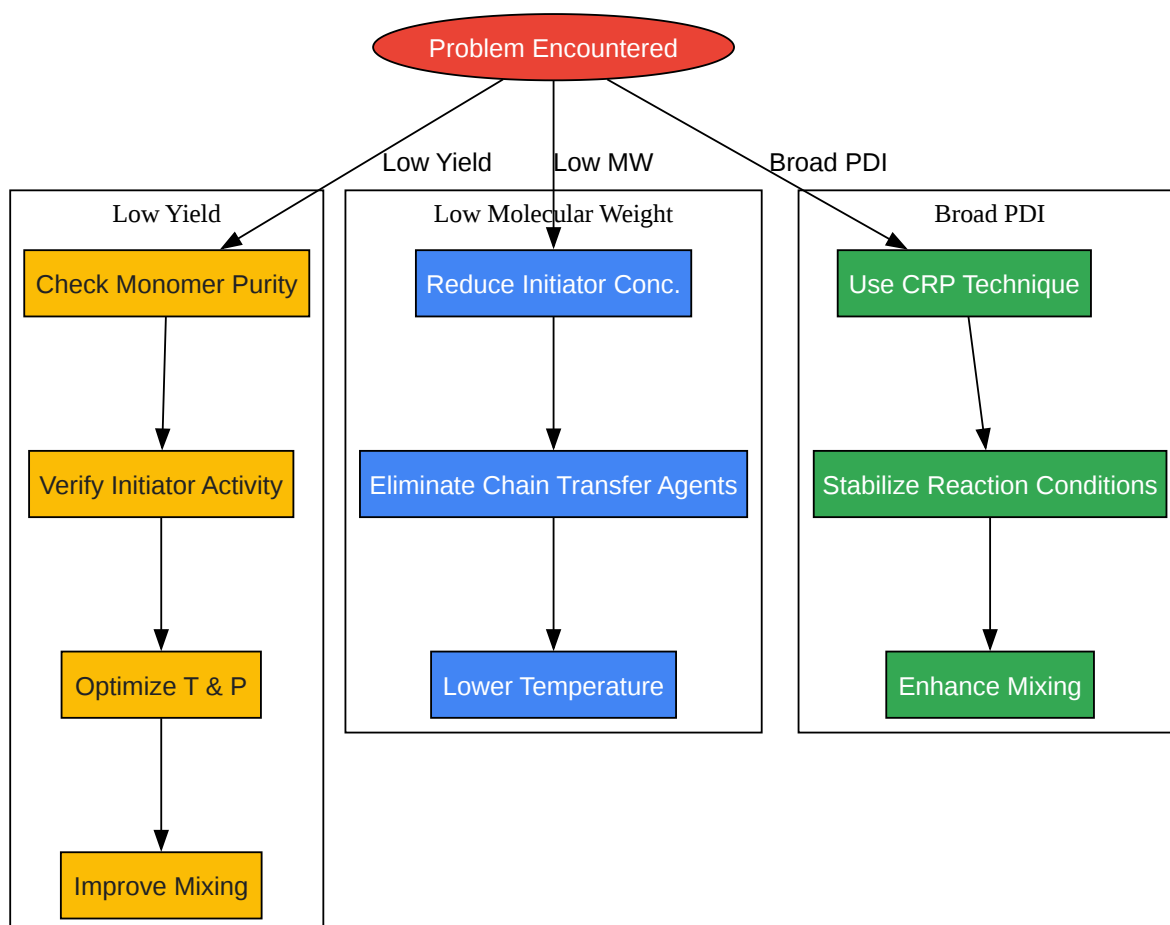 Problem Encountered
Low Yield
Low MW
Broad PDI
Low Yield
Low Molecular Weight
Broad PDI
Check Monomer Purity
Reduce Initiator Conc.
Use CRP Technique
Verify Initiator Activity
Eliminate Chain Transfer Agents
Stabilize Reaction Conditions
Optimize T & P
Lower Temperature
Enhance Mixing
Improve Mixing